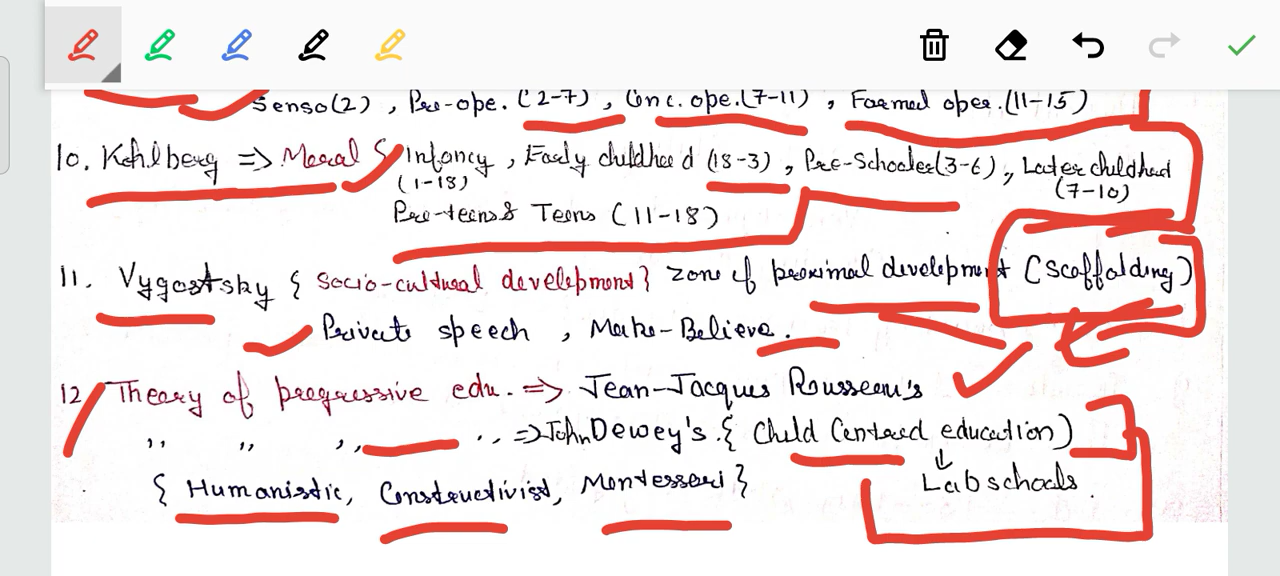 Senso(2), Pre-ope. (2-7), Conc. ope.(7-11), Formal oper.(11-15)
10. Kohlberg => Moral { Infancy, Early childhood (18-3), Pre-Schooler(3-6), Later childhood
(1-18) (7-10)
Pre-teens & Teens (11-18)
11. Vygostsky { Socio-cultural development} zone of proximal development (Scaffolding)
Private speech, Make-Believe.
12 Theory of progressive edu. => Jean-Jacques Rousseau's
,, ,, ,, ,, => John Dewey's { Child Centered education)
↓
{ Humanistic, Constructivist, Montessori } Lab schools.